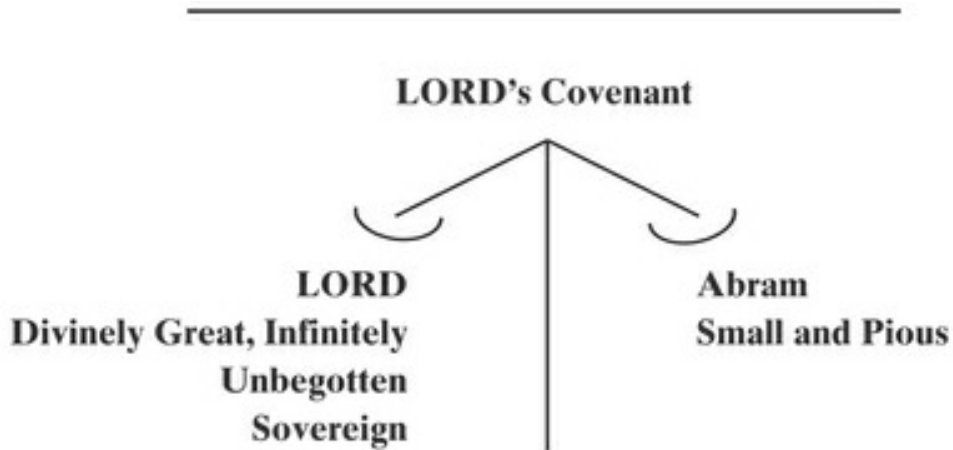 LORD's Covenant
LORD
Divinely Great, Infinitely
Unbegotten
Sovereign
Abram
Small and Pious